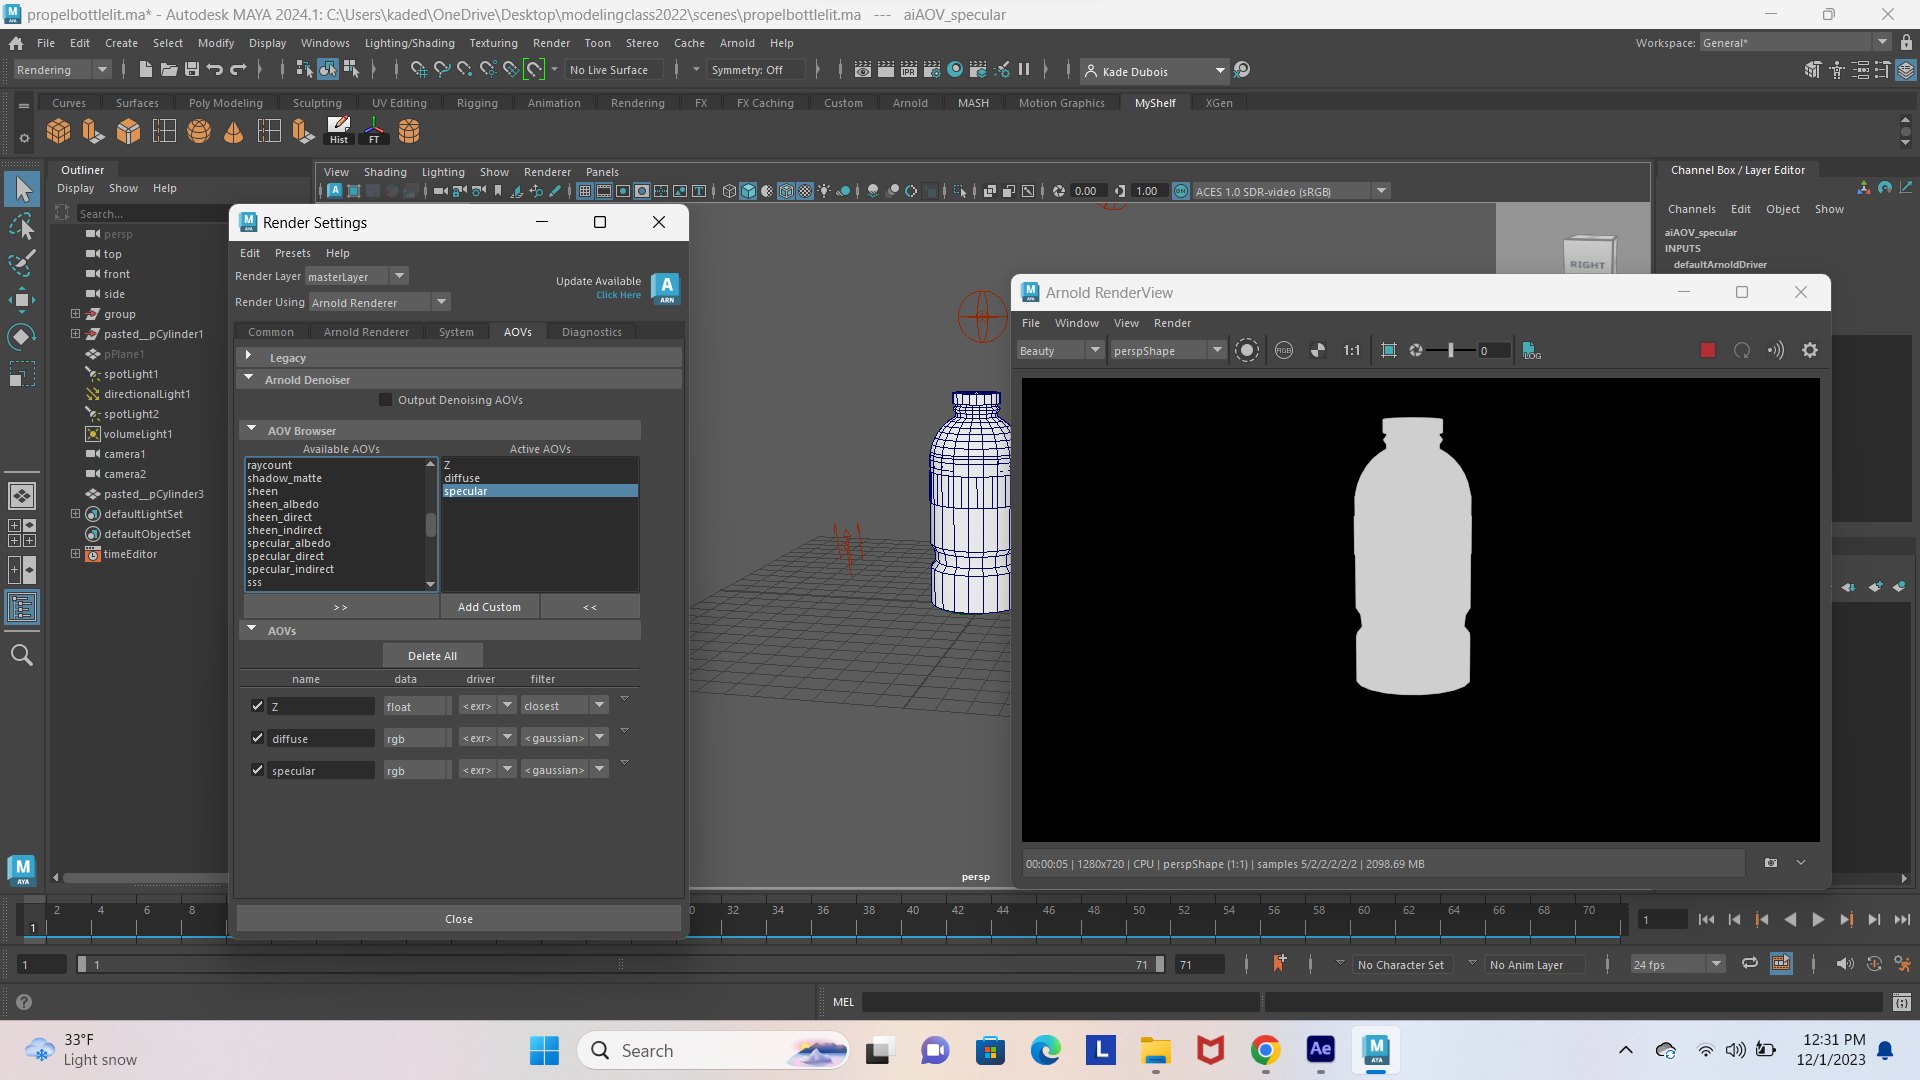 propelbottlelit.ma* - Autodesk MAYA 2024.1: C:\Users\kaded\OneDrive\Desktop\modelingclass2022\scenes\propelbottlelit.ma --- aiAOV_specular
File Edit Create Select Modify Display Windows Lighting/Shading Texturing Render Toon Stereo Cache Arnold Help
Workspace: General*
Rendering No Live Surface Symmetry: Off IPR Kade Dubois
Curves Surfaces Poly Modeling Sculpting UV Editing Rigging Animation Rendering FX FX Caching Custom Arnold MASH Motion Graphics MyShelf XGen
Hist FT
Outliner
Display Show Help
Search...
persp
top
front
side
group
pasted__pCylinder1
pPlane1
spotLight1
directionalLight1
spotLight2
volumeLight1
camera1
camera2
pasted__pCylinder3
defaultLightSet
defaultObjectSet
timeEditor
View Shading Lighting Show Renderer Panels
0.00 1.00 ACES 1.0 SDR-video (sRGB)
RIGHT
persp
Channel Box / Layer Editor
Channels Edit Object Show
aiAOV_specular
INPUTS
defaultArnoldDriver
Render Settings
Edit Presets Help
Render Layer masterLayer
Render Using Arnold Renderer
Update Available
Click Here
ARN
Common Arnold Renderer System AOVs Diagnostics
Legacy
Arnold Denoiser
Output Denoising AOVs
AOV Browser
Available AOVs Active AOVs
raycount
shadow_matte
sheen
sheen_albedo
sheen_direct
sheen_indirect
specular_albedo
specular_direct
specular_indirect
sss
Z
diffuse
specular
>> Add Custom <<
AOVs
Delete All
name data driver filter
Z float <exr> closest
diffuse rgb <exr> <gaussian>
specular rgb <exr> <gaussian>
Close
Arnold RenderView
File Window View Render
Beauty perspShape RGB 1:1 0 LOG
00:00:05 | 1280x720 | CPU | perspShape (1:1) | samples 5/2/2/2/2/2 | 2098.69 MB
1 2 4 6 8 0 32 34 36 38 40 42 44 46 48 50 52 54 56 58 60 62 64 66 68 70 1
1 1 71 71 No Character Set No Anim Layer 24 fps
MEL
33°F
Light snow
Search
L
Ae
M
AYA
12:31 PM
12/1/2023